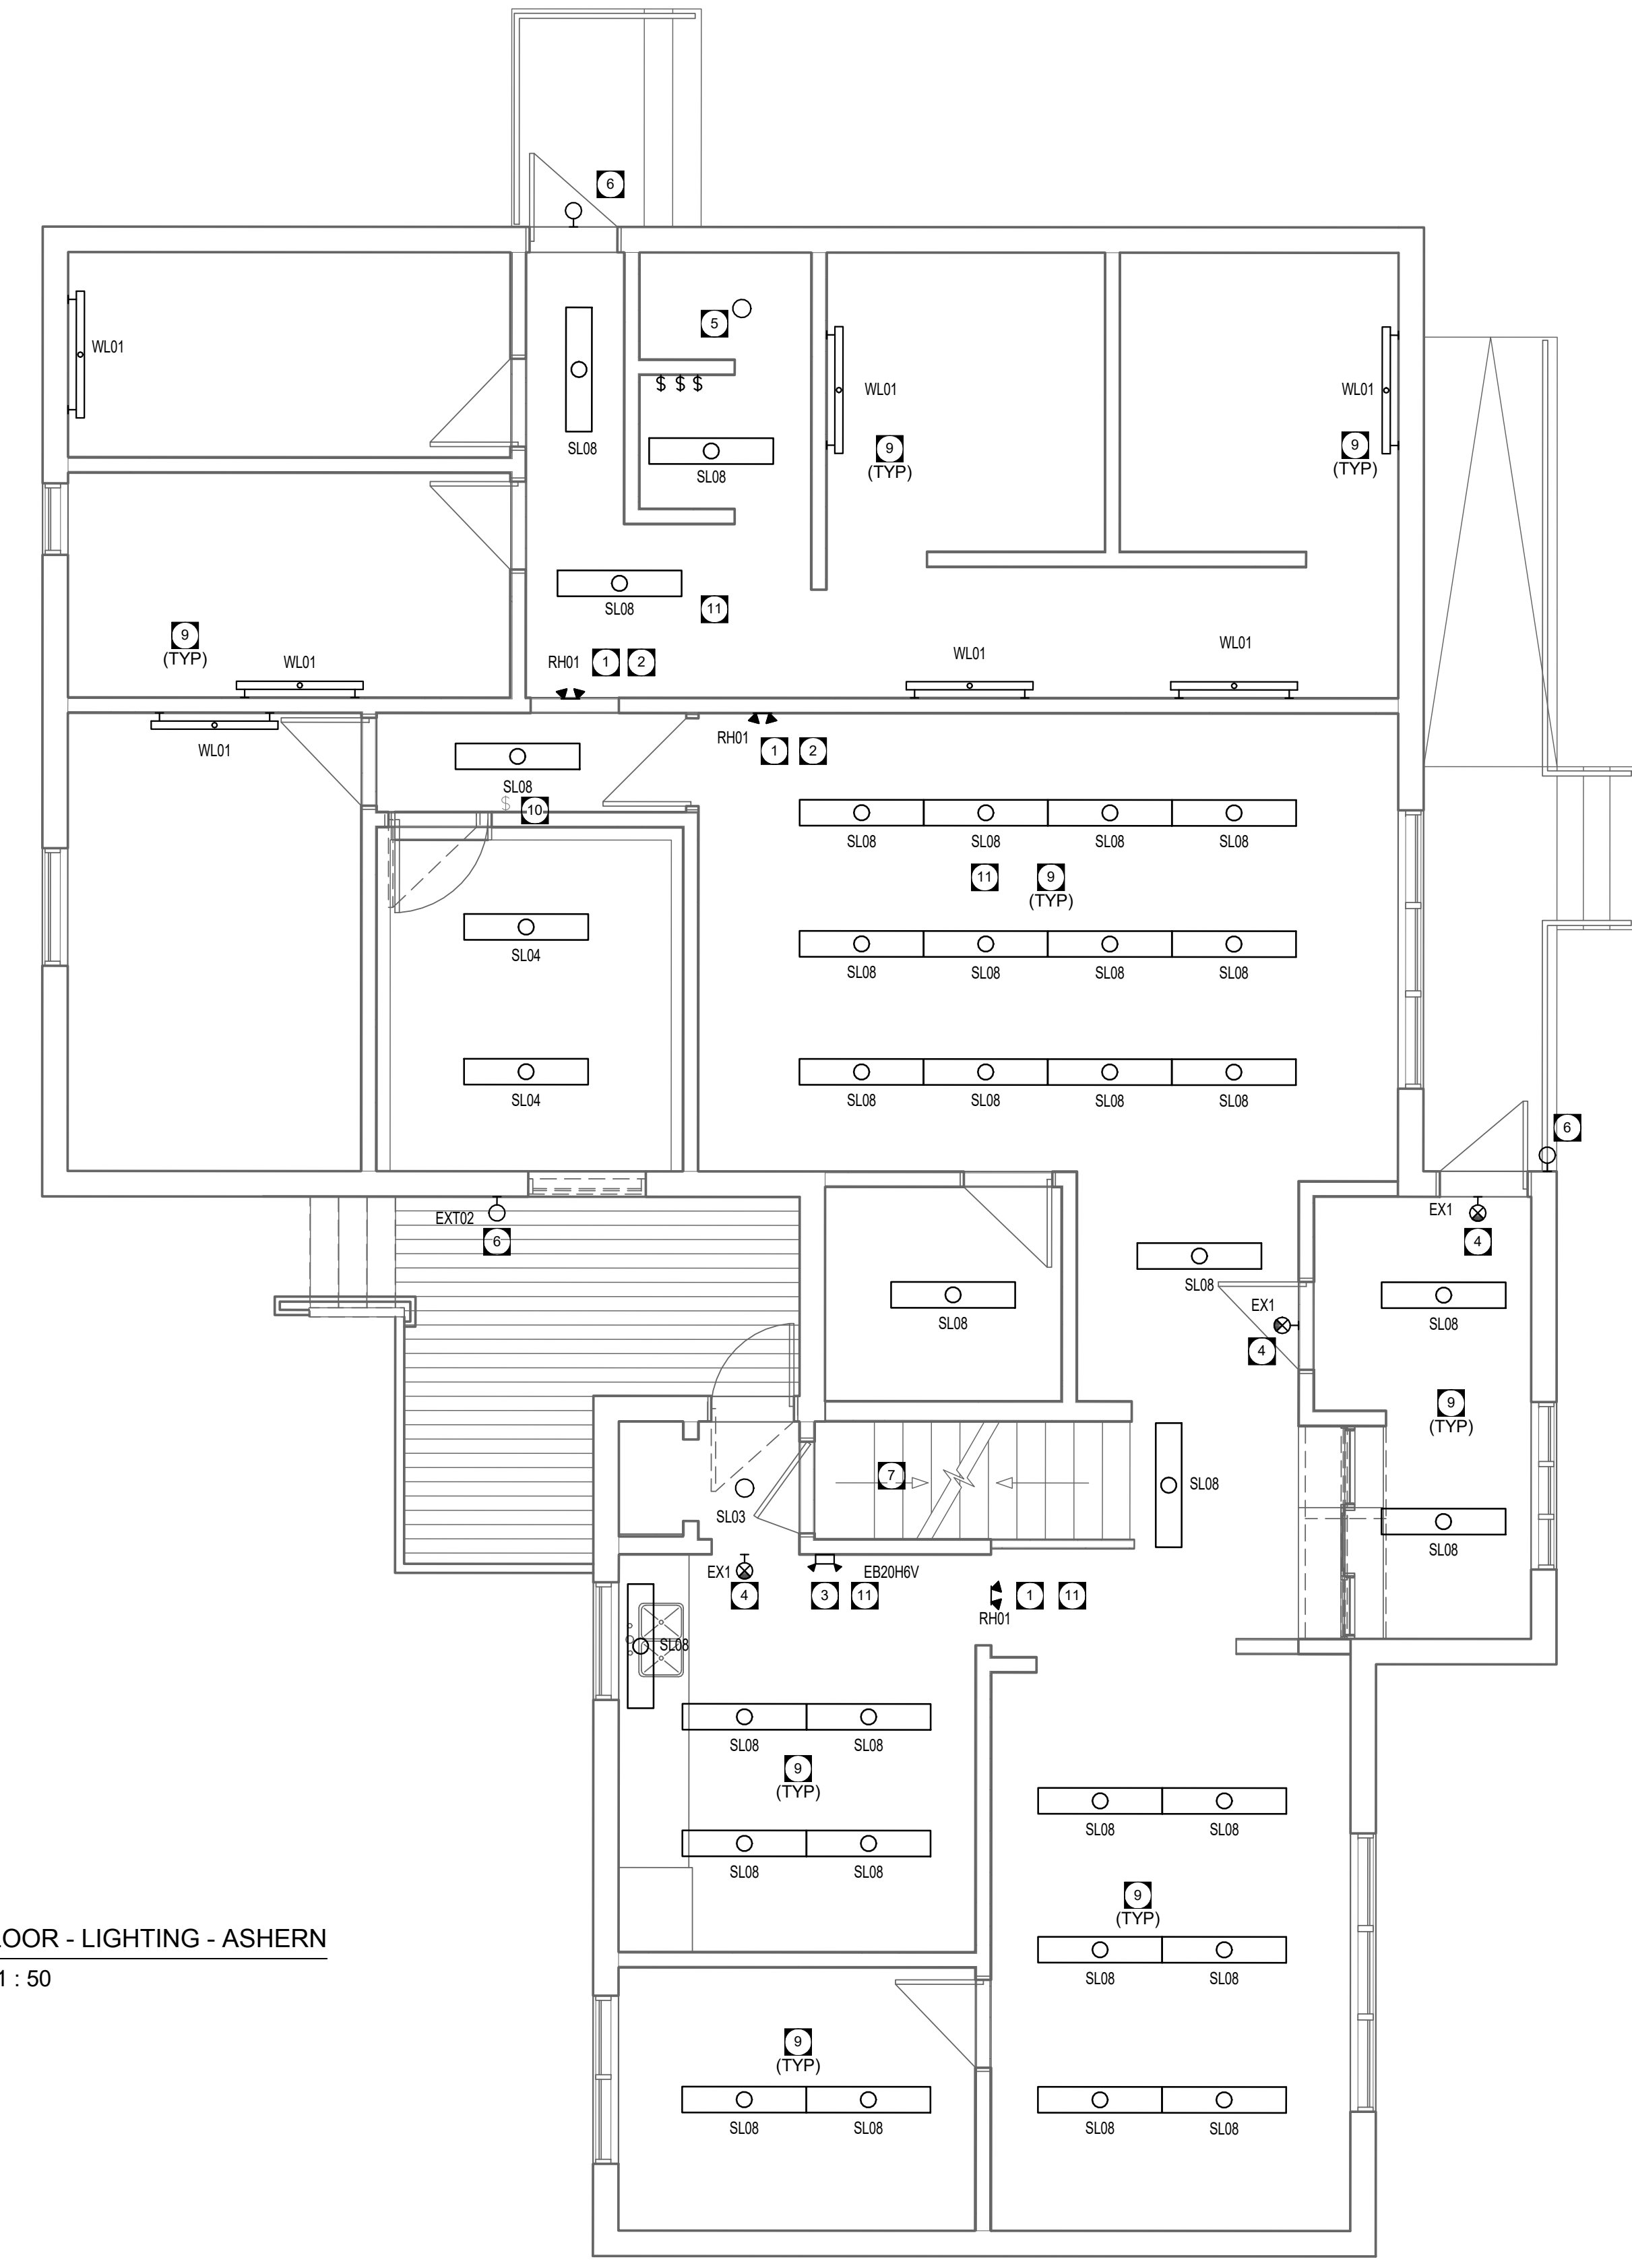 6
WL01
5
$ $ $
SL08
SL08
WL01
9
(TYP)
WL01
9
(TYP)
SL08
11
9
(TYP)
WL01
RH01 1 2
WL01
WL01
WL01
RH01
1 2
SL08
$ 10
SL08 SL08 SL08 SL08
11 9
(TYP)
SL04
SL08 SL08 SL08 SL08
SL04
SL08 SL08 SL08 SL08
6
EXT02
6
EX1
4
SL08
EX1
4
SL08
SL08
9
(TYP)
7
SL08
SL03
SL08
EX1
4
EB20H6V
3 11
1 11
RH01
SL08
SL08 SL08
9
(TYP)
SL08 SL08
SL08 SL08
9
(TYP)
SL08 SL08
9
(TYP)
SL08 SL08
SL08 SL08
LOOR - LIGHTING - ASHERN
1 : 50